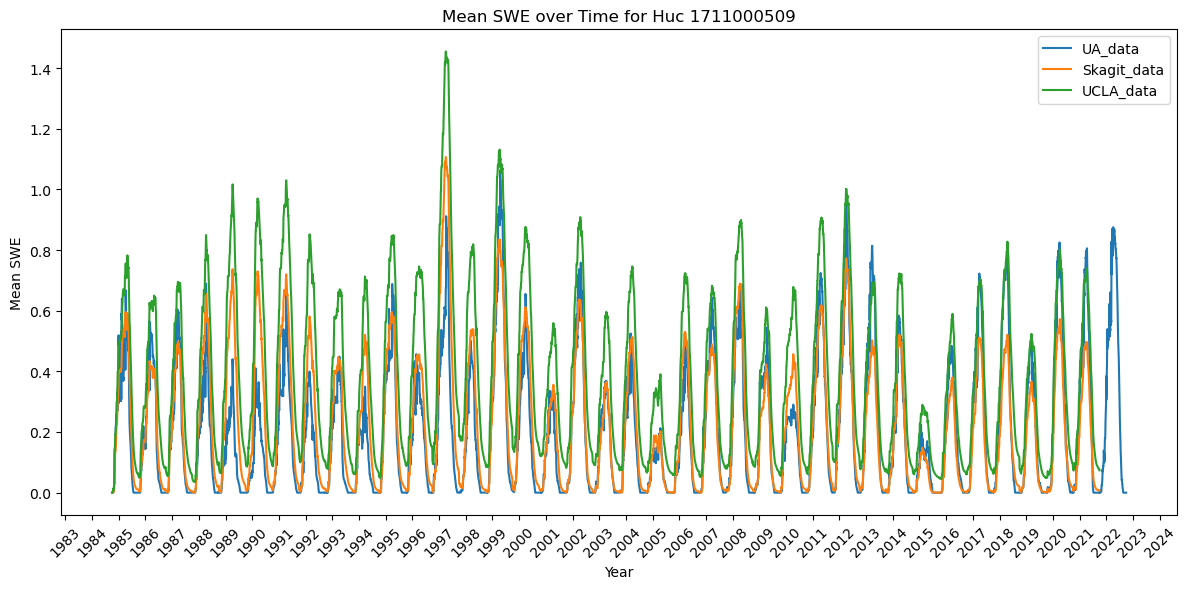 Mean SWE over Time for Huc 1711000509
UA_data
Skagit_data
UCLA_data
Mean SWE
1.4
1.2
1.0
0.8
0.6
0.4
0.2
0.0
1983 1984 1985 1986 1987 1988 1989 1990 1991 1992 1993 1994 1995 1996 1997 1998 1999 2000 2001 2002 2003 2004 2005 2006 2007 2008 2009 2010 2011 2012 2013 2014 2015 2016 2017 2018 2019 2020 2021 2022 2023 2024
Year